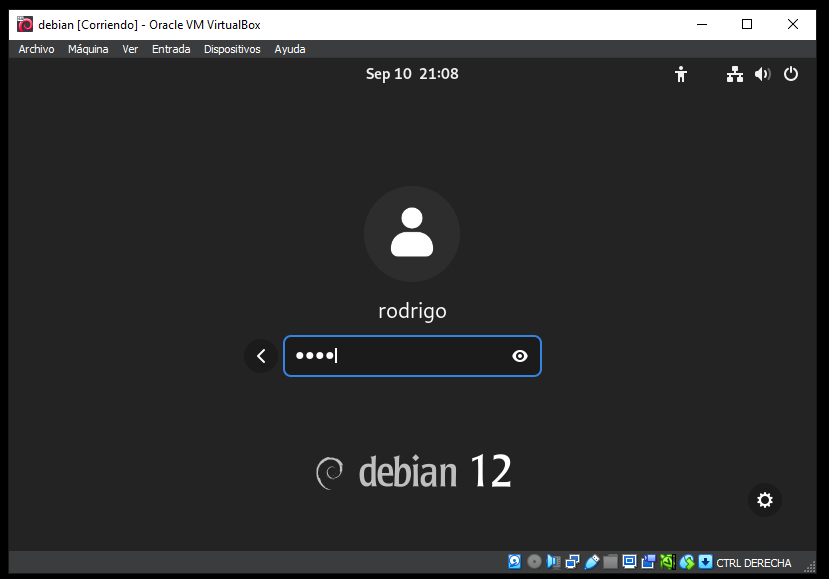 debian [Corriendo] - Oracle VM VirtualBox
Archivo Máquina Ver Entrada Dispositivos Ayuda
Sep 10 21:08
rodrigo
debian 12
CTRL DERECHA